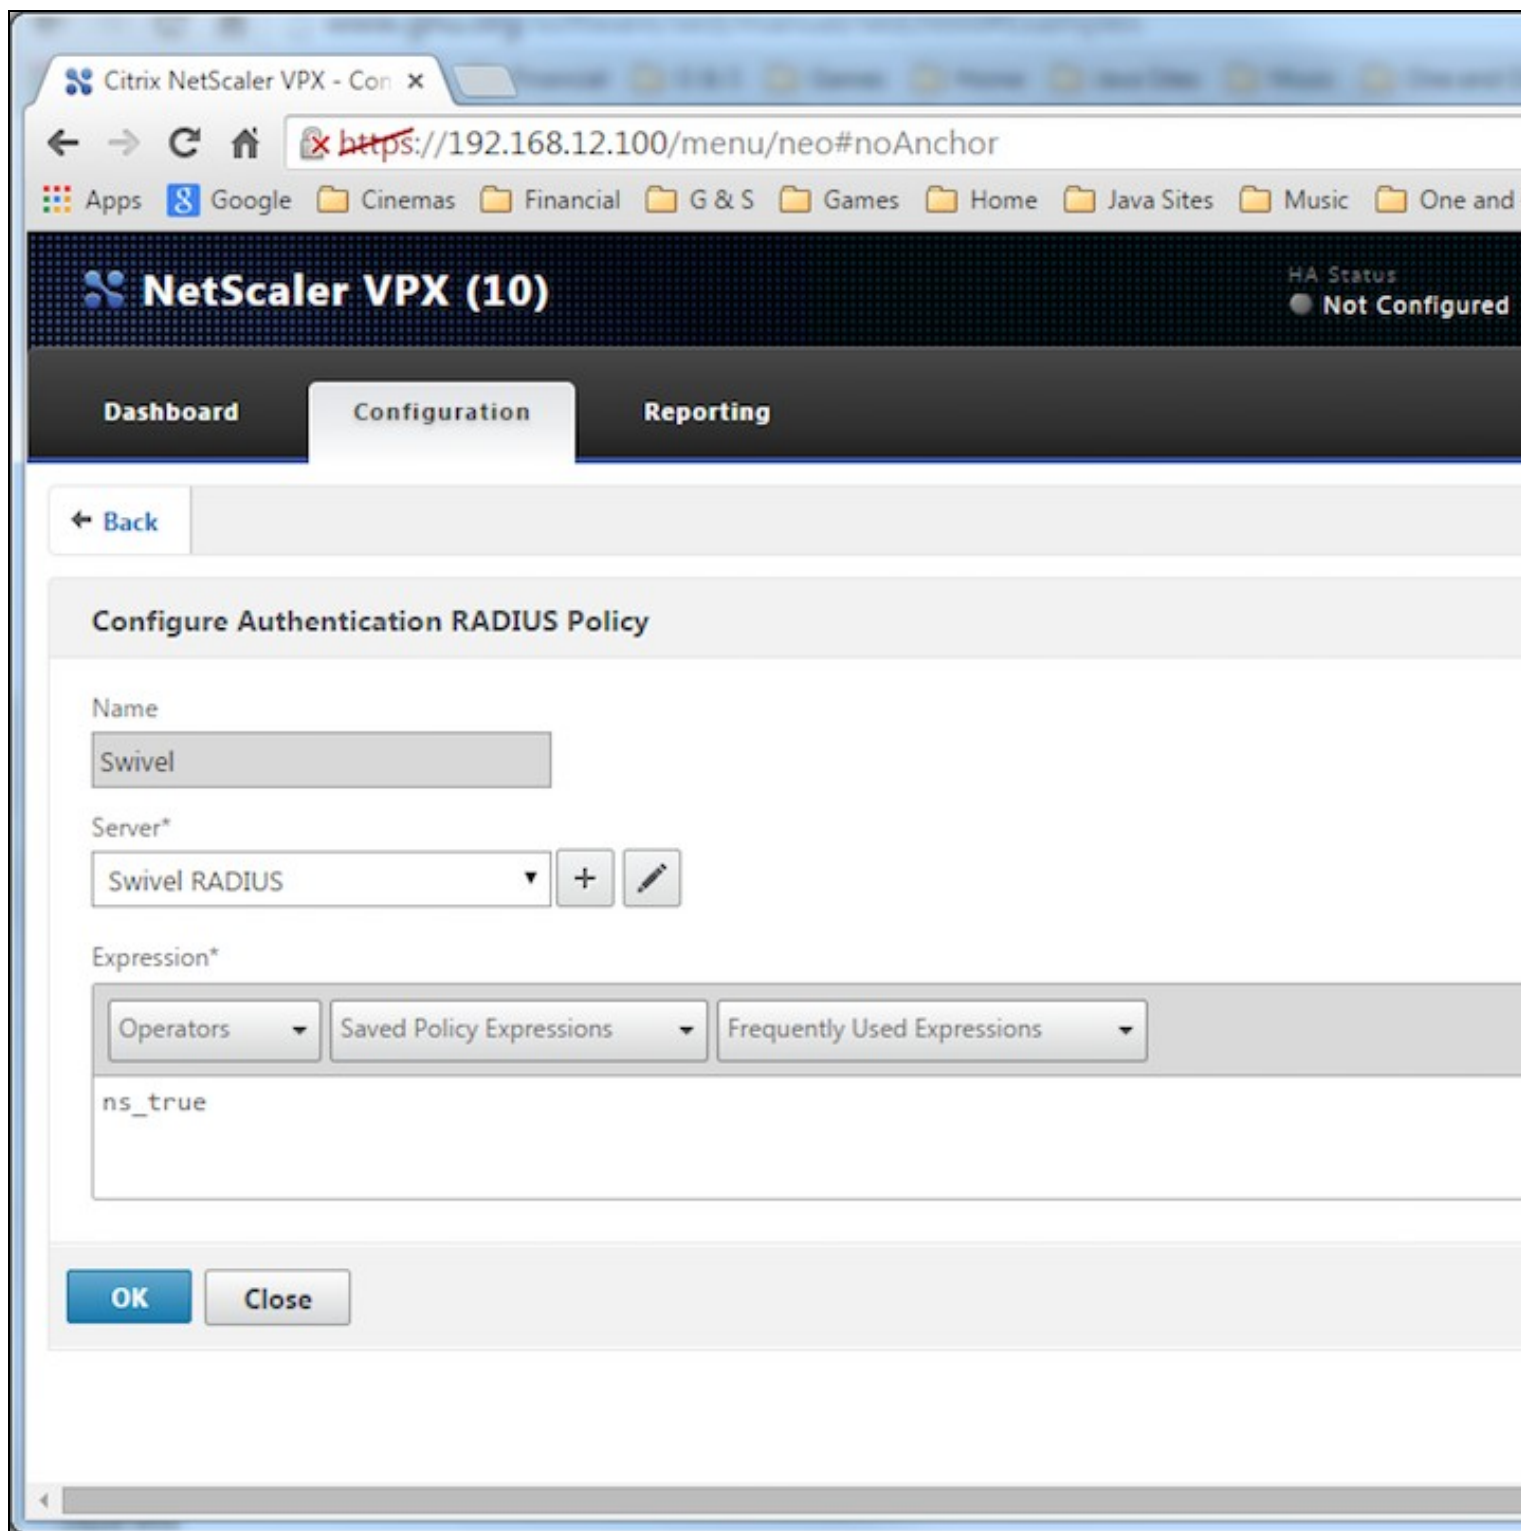 Citrix NetScaler VPX - Con
https://192.168.12.100/menu/neo#noAnchor
Apps Google Cinemas Financial G & S Games Home Java Sites Music One and
NetScaler VPX (10)
HA Status
Not Configured
Dashboard Configuration Reporting
Back
Configure Authentication RADIUS Policy
Name
Swivel
Server*
Swivel RADIUS
Expression*
Operators Saved Policy Expressions Frequently Used Expressions
ns_true
OK Close